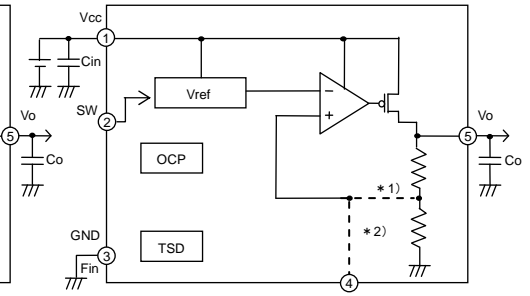 Vcc
1
Cin
Vref
−
+
Vo
5
Co
SW
2
OCP
Vo
5
Co
*1)
*2)
GND
3
Fin
TSD
4